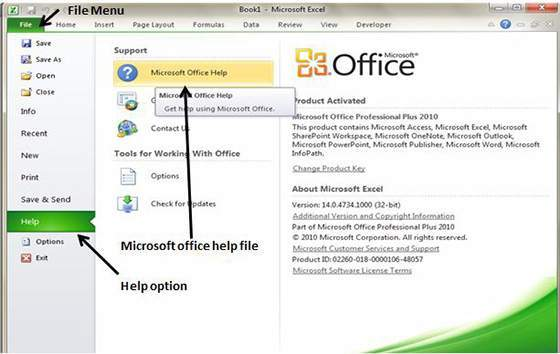 File Menu
Book1 - Microsoft Excel
File Home Insert Page Layout Formulas Data Review View Developer
Save
Save As
Open
Close
Info
Recent
New
Print
Save & Send
Help
Options
Exit
Support
Microsoft Office Help
Microsoft Office Help
Get help using Microsoft Office.
Contact Us
Tools for Working With Office
Options
Check for Updates
Microsoft office help file
Help option
Microsoft®
Office
Product Activated
Microsoft Office Professional Plus 2010
This product contains Microsoft Access, Microsoft Excel, Microsoft
SharePoint Workspace, Microsoft OneNote, Microsoft Outlook,
Microsoft PowerPoint, Microsoft Publisher, Microsoft Word, Microsoft
InfoPath.
Change Product Key
About Microsoft Excel
Version: 14.0.4734.1000 (32-bit)
Additional Version and Copyright Information
Part of Microsoft Office Professional Plus 2010
© 2010 Microsoft Corporation. All rights reserved.
Microsoft Customer Services and Support
Product ID: 02260-018-0000106-48057
Microsoft Software License Terms